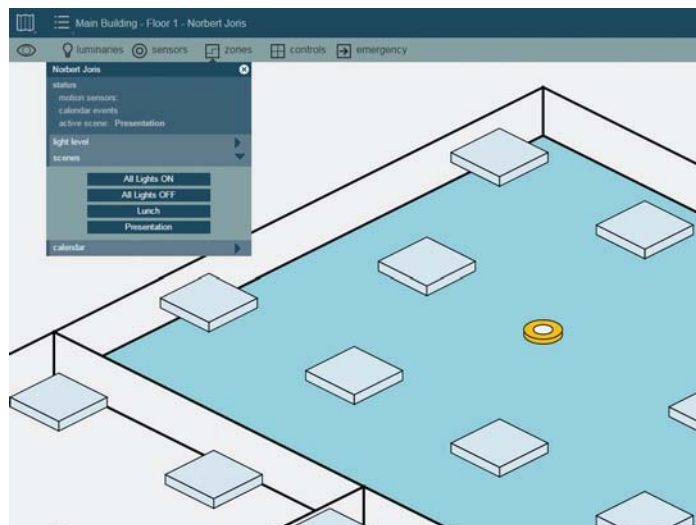 Main Building - Floor 1 - Norbert Joris
luminaries sensors zones controls emergency
Norbert Joris
status
motion sensors:
calendar events
active scene: Presentation
light level
scenes
All Lights ON
All Lights OFF
Lunch
Presentation
calendar